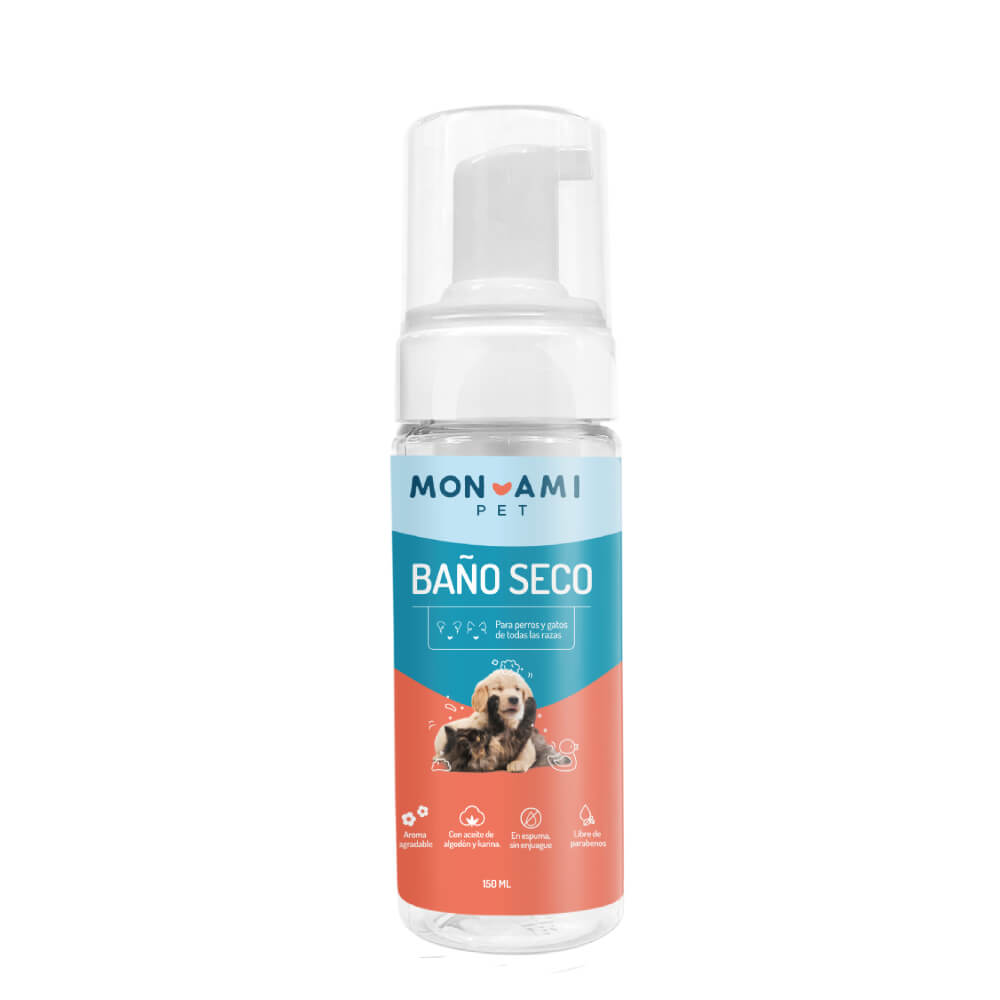 MON AMI
PET
BAÑO SECO
Para perros y gatos
de todas las razas
Aroma
agradable
Con aceite de
algodón y karina.
En espuma,
sin enjuague
Libre de
parabenos
150 ML